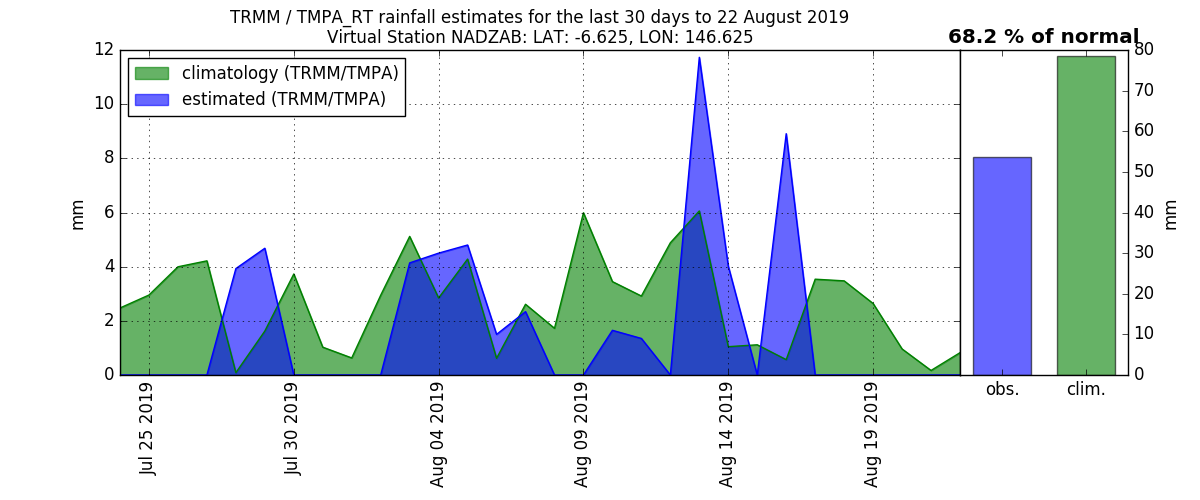 TRMM / TMPA_RT rainfall estimates for the last 30 days to 22 August 2019
Virtual Station NADZAB: LAT: -6.625, LON: 146.625
68.2 % of normal
climatology (TRMM/TMPA)
estimated (TRMM/TMPA)
12
10
8
6
4
2
0
mm
Jul 25 2019
Jul 30 2019
Aug 04 2019
Aug 09 2019
Aug 14 2019
Aug 19 2019
80
70
60
50
40
30
20
10
0
mm
obs.
clim.